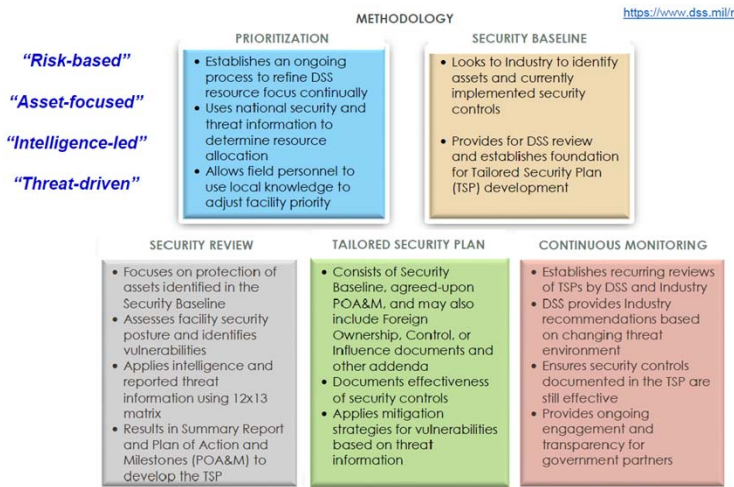 METHODOLOGY
https://www.dss.mil/
"Risk-based"
"Asset-focused"
"Intelligence-led"
"Threat-driven"
PRIORITIZATION
• Establishes an ongoing
process to refine DSS
resource focus continually
• Uses national security and
threat information to
determine resource
allocation
• Allows field personnel to
use local knowledge to
adjust facility priority
SECURITY BASELINE
• Looks to Industry to identify
assets and currently
implemented security
controls
• Provides for DSS review
and establishes foundation
for Tailored Security Plan
(TSP) development
SECURITY REVIEW
• Focuses on protection of
assets identified in the
Security Baseline
• Assesses facility security
posture and identifies
vulnerabilities
• Applies intelligence and
reported threat
information using 12x13
matrix
• Results in Summary Report
and Plan of Action and
Milestones (POA&M) to
develop the TSP
TAILORED SECURITY PLAN
• Consists of Security
Baseline, agreed-upon
POA&M, and may also
include Foreign
Ownership, Control, or
Influence documents and
other addenda
• Documents effectiveness
of security controls
• Applies mitigation
strategies for vulnerabilities
based on threat
information
CONTINUOUS MONITORING
• Establishes recurring reviews
of TSPs by DSS and Industry
• DSS provides Industry
recommendations based
on changing threat
environment
• Ensures security controls
documented in the TSP are
still effective
• Provides ongoing
engagement and
transparency for
government partners